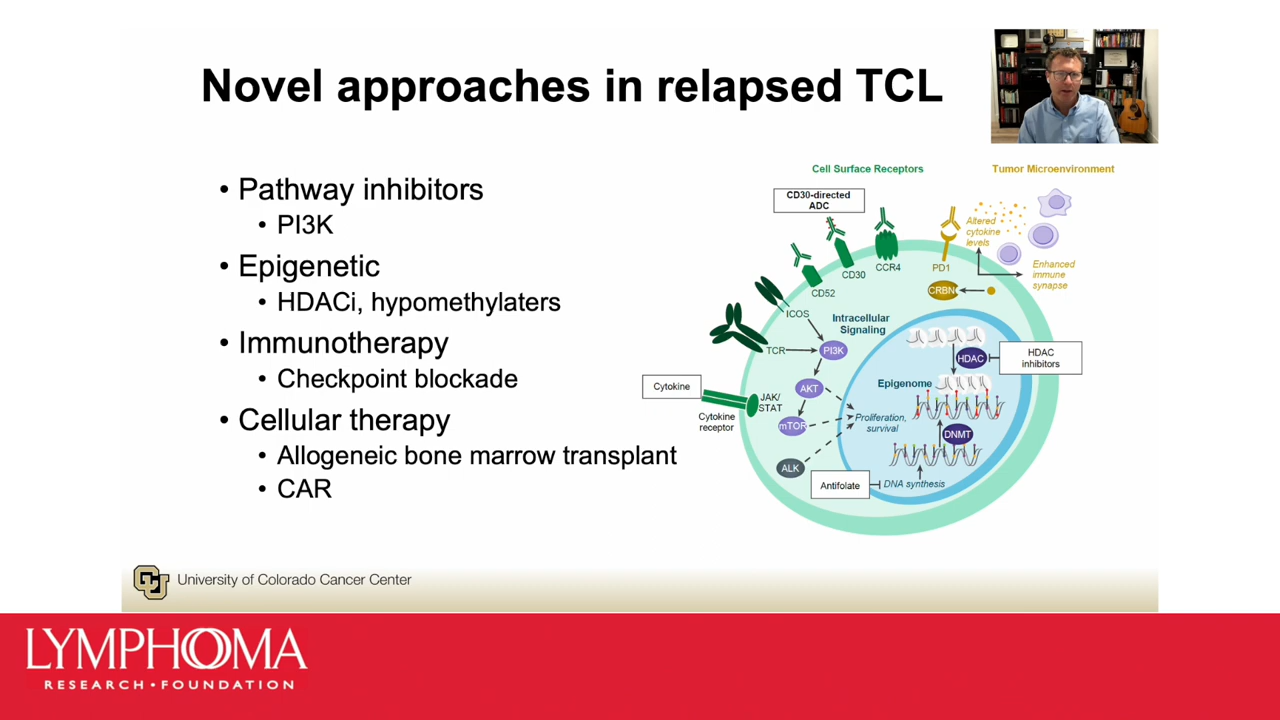 Novel approaches in relapsed TCL
• Pathway inhibitors
• PI3K
• Epigenetic
• HDACi, hypomethylaters
• Immunotherapy
• Checkpoint blockade
• Cellular therapy
• Allogeneic bone marrow transplant
• CAR
Cell Surface Receptors
Tumor Microenvironment
CD30-directed
ADC
CD52
CD30
CCR4
PD1
Altered
cytokine
levels
Enhanced
immune
synapse
CRBN
ICOS
TCR
Intracellular
Signaling
PI3K
AKT
mTOR
ALK
Cytokine
Cytokine
receptor
JAK/
STAT
Proliferation,
survival
Epigenome
HDAC
HDAC
inhibitors
DNMT
Antifolate
DNA synthesis
CU
University of Colorado Cancer Center
LYMPHOMA
RESEARCH • FOUNDATION